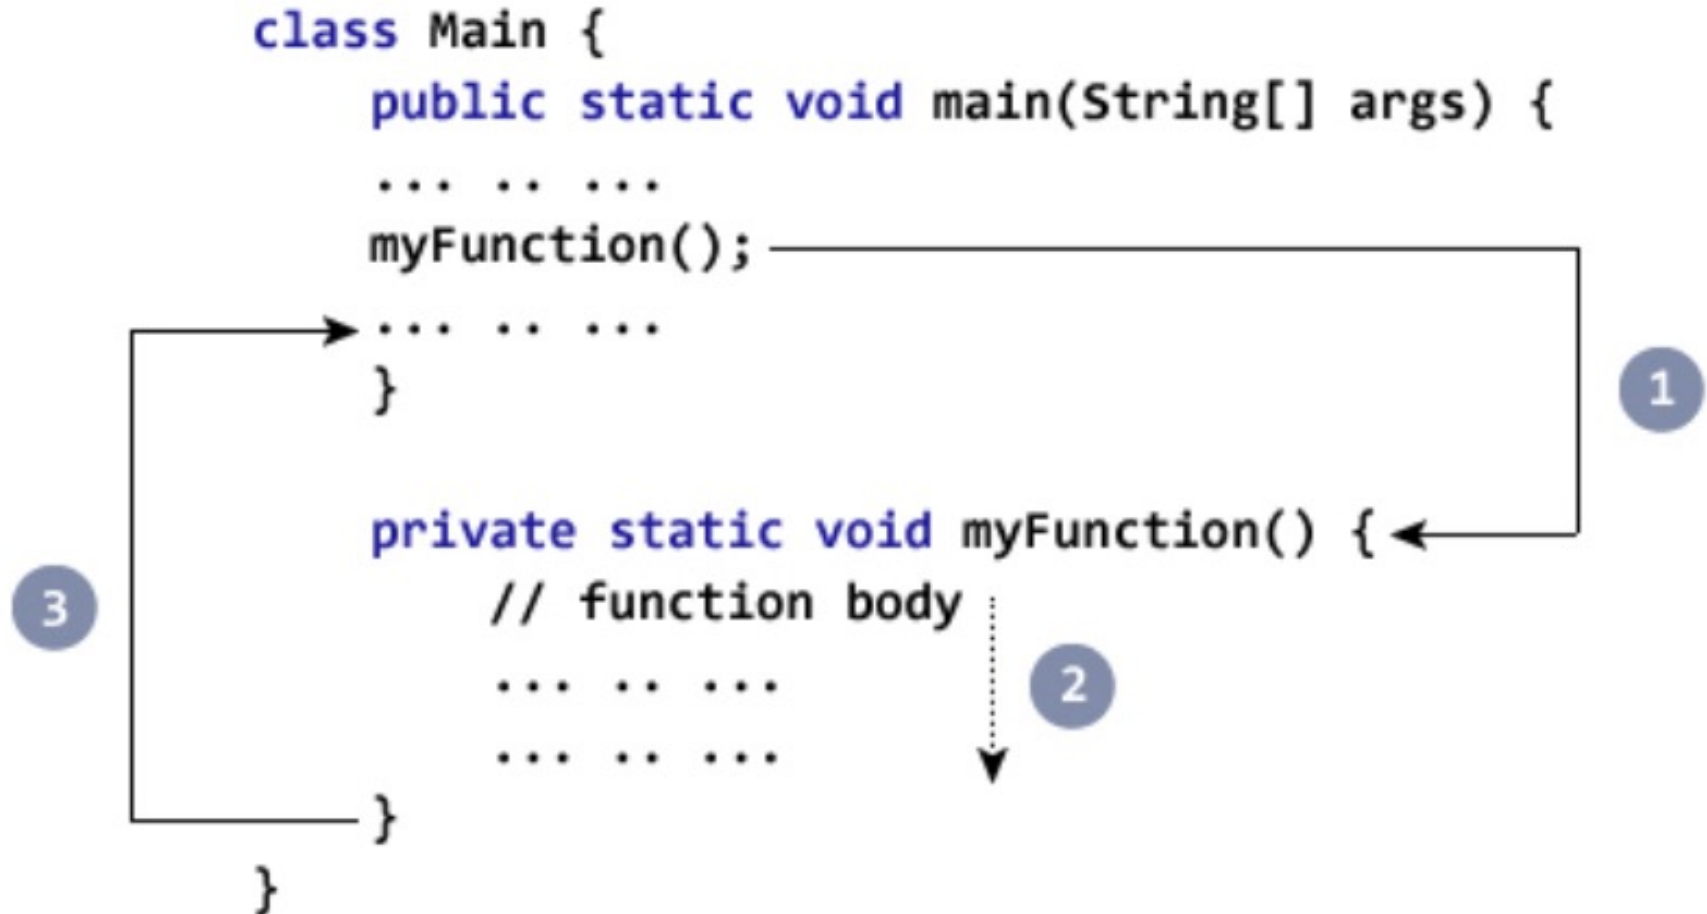 class Main {
public static void main(String[] args) {
... .. ...
myFunction();
... .. ...
}
1
private static void myFunction() {
3
// function body
... .. ...
2
... .. ...
}
}